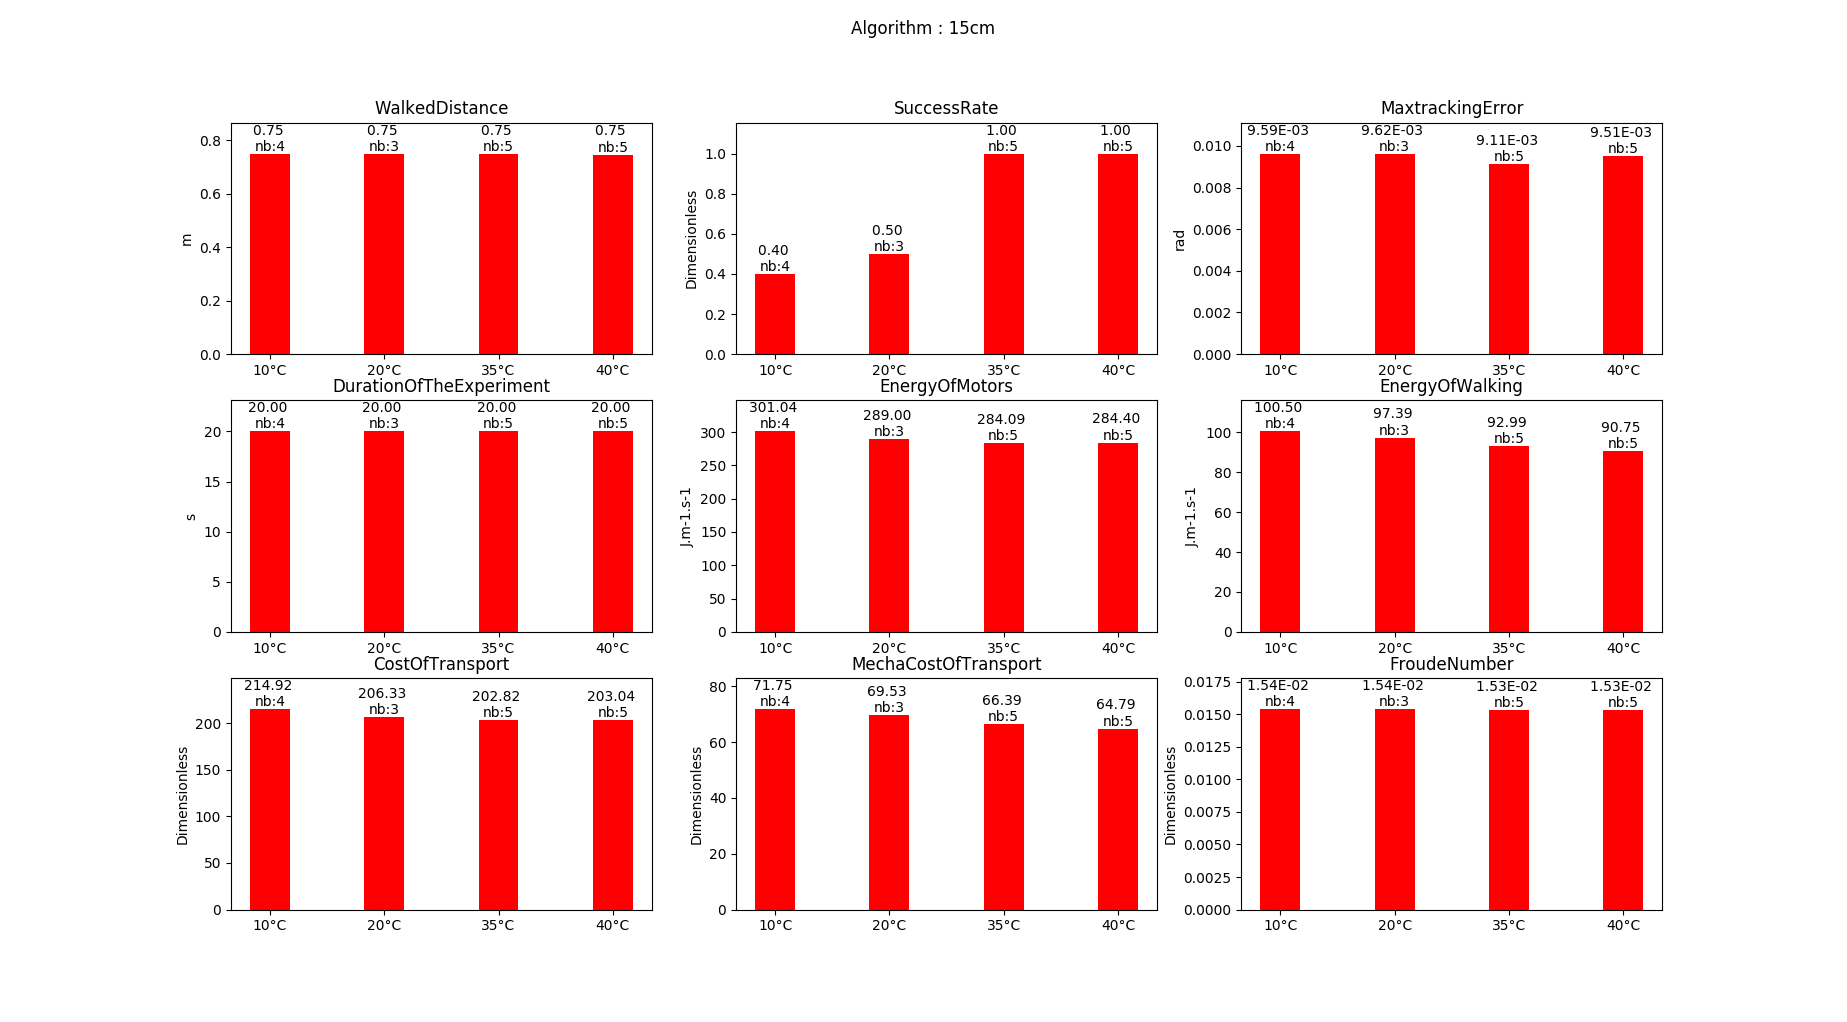 Algorithm : 15cm
WalkedDistance
m
0.8
0.6
0.4
0.2
0.0
0.75
nb:4
0.75
nb:3
0.75
nb:5
0.75
nb:5
10°C 20°C 35°C 40°C
SuccessRate
Dimensionless
1.0
0.8
0.6
0.4
0.2
0.0
0.40
nb:4
0.50
nb:3
1.00
nb:5
1.00
nb:5
10°C 20°C 35°C 40°C
MaxtrackingError
rad
0.010
0.008
0.006
0.004
0.002
0.000
9.59E-03
nb:4
9.62E-03
nb:3
9.11E-03
nb:5
9.51E-03
nb:5
10°C 20°C 35°C 40°C
DurationOfTheExperiment
s
20
15
10
5
0
20.00
nb:4
20.00
nb:3
20.00
nb:5
20.00
nb:5
10°C 20°C 35°C 40°C
EnergyOfMotors
J.m-1.s-1
300
250
200
150
100
50
0
301.04
nb:4
289.00
nb:3
284.09
nb:5
284.40
nb:5
10°C 20°C 35°C 40°C
EnergyOfWalking
J.m-1.s-1
100
80
60
40
20
0
100.50
nb:4
97.39
nb:3
92.99
nb:5
90.75
nb:5
10°C 20°C 35°C 40°C
CostOfTransport
Dimensionless
200
150
100
50
0
214.92
nb:4
206.33
nb:3
202.82
nb:5
203.04
nb:5
10°C 20°C 35°C 40°C
MechaCostOfTransport
Dimensionless
80
60
40
20
0
71.75
nb:4
69.53
nb:3
66.39
nb:5
64.79
nb:5
10°C 20°C 35°C 40°C
FroudeNumber
Dimensionless
0.0175
0.0150
0.0125
0.0100
0.0075
0.0050
0.0025
0.0000
1.54E-02
nb:4
1.54E-02
nb:3
1.53E-02
nb:5
1.53E-02
nb:5
10°C 20°C 35°C 40°C